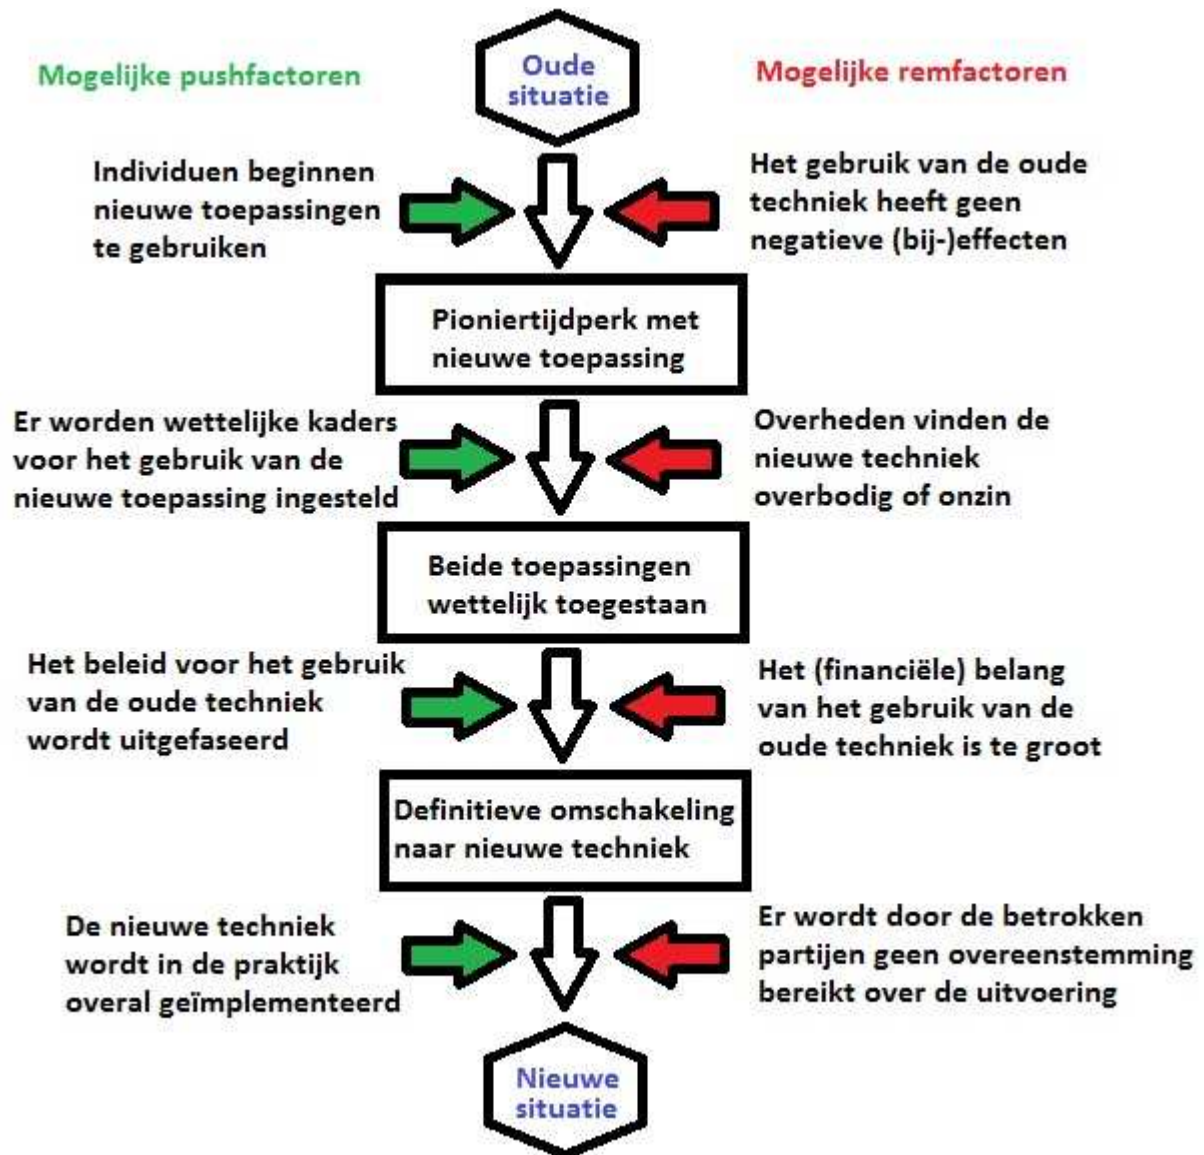 Mogelijke pushfactoren
Oude
situatie
Mogelijke remfactoren
Individuen beginnen
nieuwe toepassingen
te gebruiken
Het gebruik van de oude
techniek heeft geen
negatieve (bij-)effecten
Pioniertijdperk met
nieuwe toepassing
Er worden wettelijke kaders
voor het gebruik van de
nieuwe toepassing ingesteld
Overheden vinden de
nieuwe techniek
overbodig of onzin
Beide toepassingen
wettelijk toegestaan
Het beleid voor het gebruik
van de oude techniek
wordt uitgefaseerd
Het (financiële) belang
van het gebruik van de
oude techniek is te groot
Definitieve omschakeling
naar nieuwe techniek
De nieuwe techniek
wordt in de praktijk
overal geïmplementeerd
Er wordt door de betrokken
partijen geen overeenstemming
bereikt over de uitvoering
Nieuwe
situatie